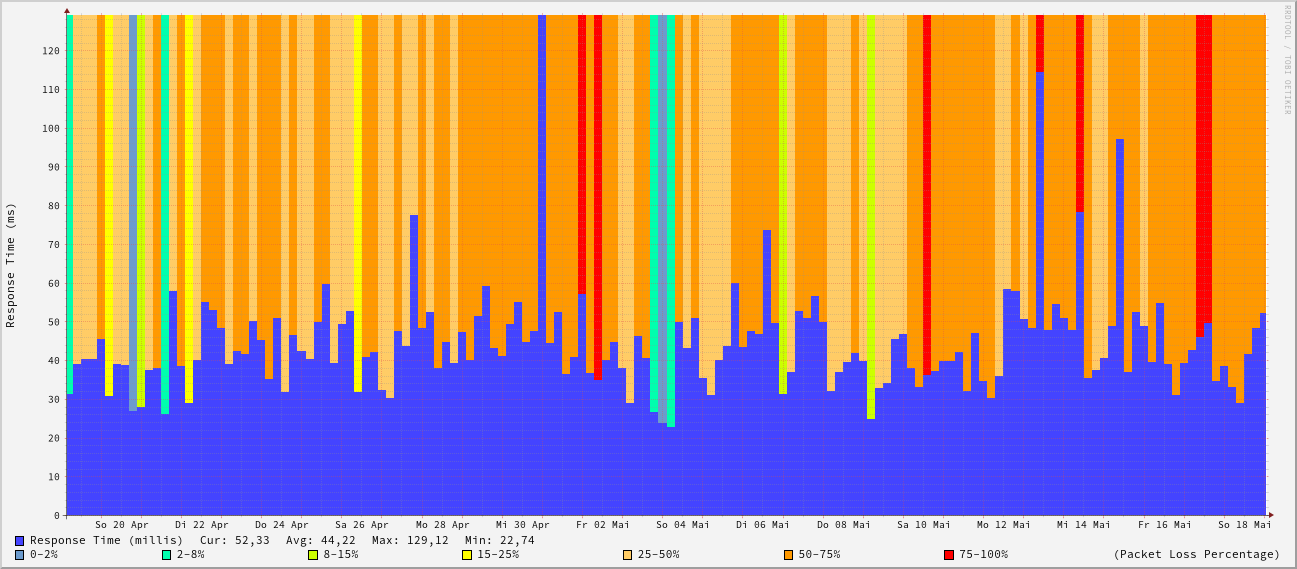 RRDTOOL / TOBI OETIKER
Response Time (ms)
120
110
100
90
80
70
60
50
40
30
20
10
0
So 20 Apr Di 22 Apr Do 24 Apr Sa 26 Apr Mo 28 Apr Mi 30 Apr Fr 02 Mai So 04 Mai Di 06 Mai Do 08 Mai Sa 10 Mai Mo 12 Mai Mi 14 Mai Fr 16 Mai So 18 Mai
Response Time (millis) Cur: 52,33 Avg: 44,22 Max: 129,12 Min: 22,74
0-2% 2-8% 8-15% 15-25% 25-50% 50-75% 75-100% (Packet Loss Percentage)